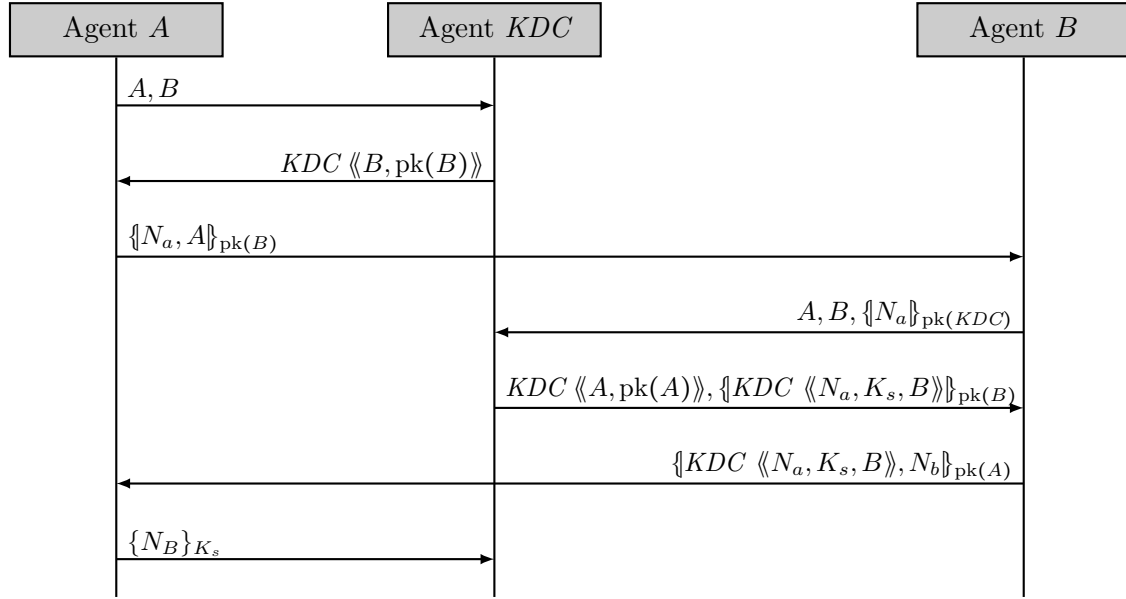 Agent A
Agent KDC
Agent B
A, B
KDC ⟪B, pk(B)⟫
⦃N_a, A⦄_pk(B)
A, B, ⦃N_a⦄_pk(KDC)
KDC ⟪A, pk(A)⟫, ⦃KDC ⟪N_a, K_s, B⟫⦄_pk(B)
⦃KDC ⟪N_a, K_s, B⟫, N_b⦄_pk(A)
{N_B}_K_s